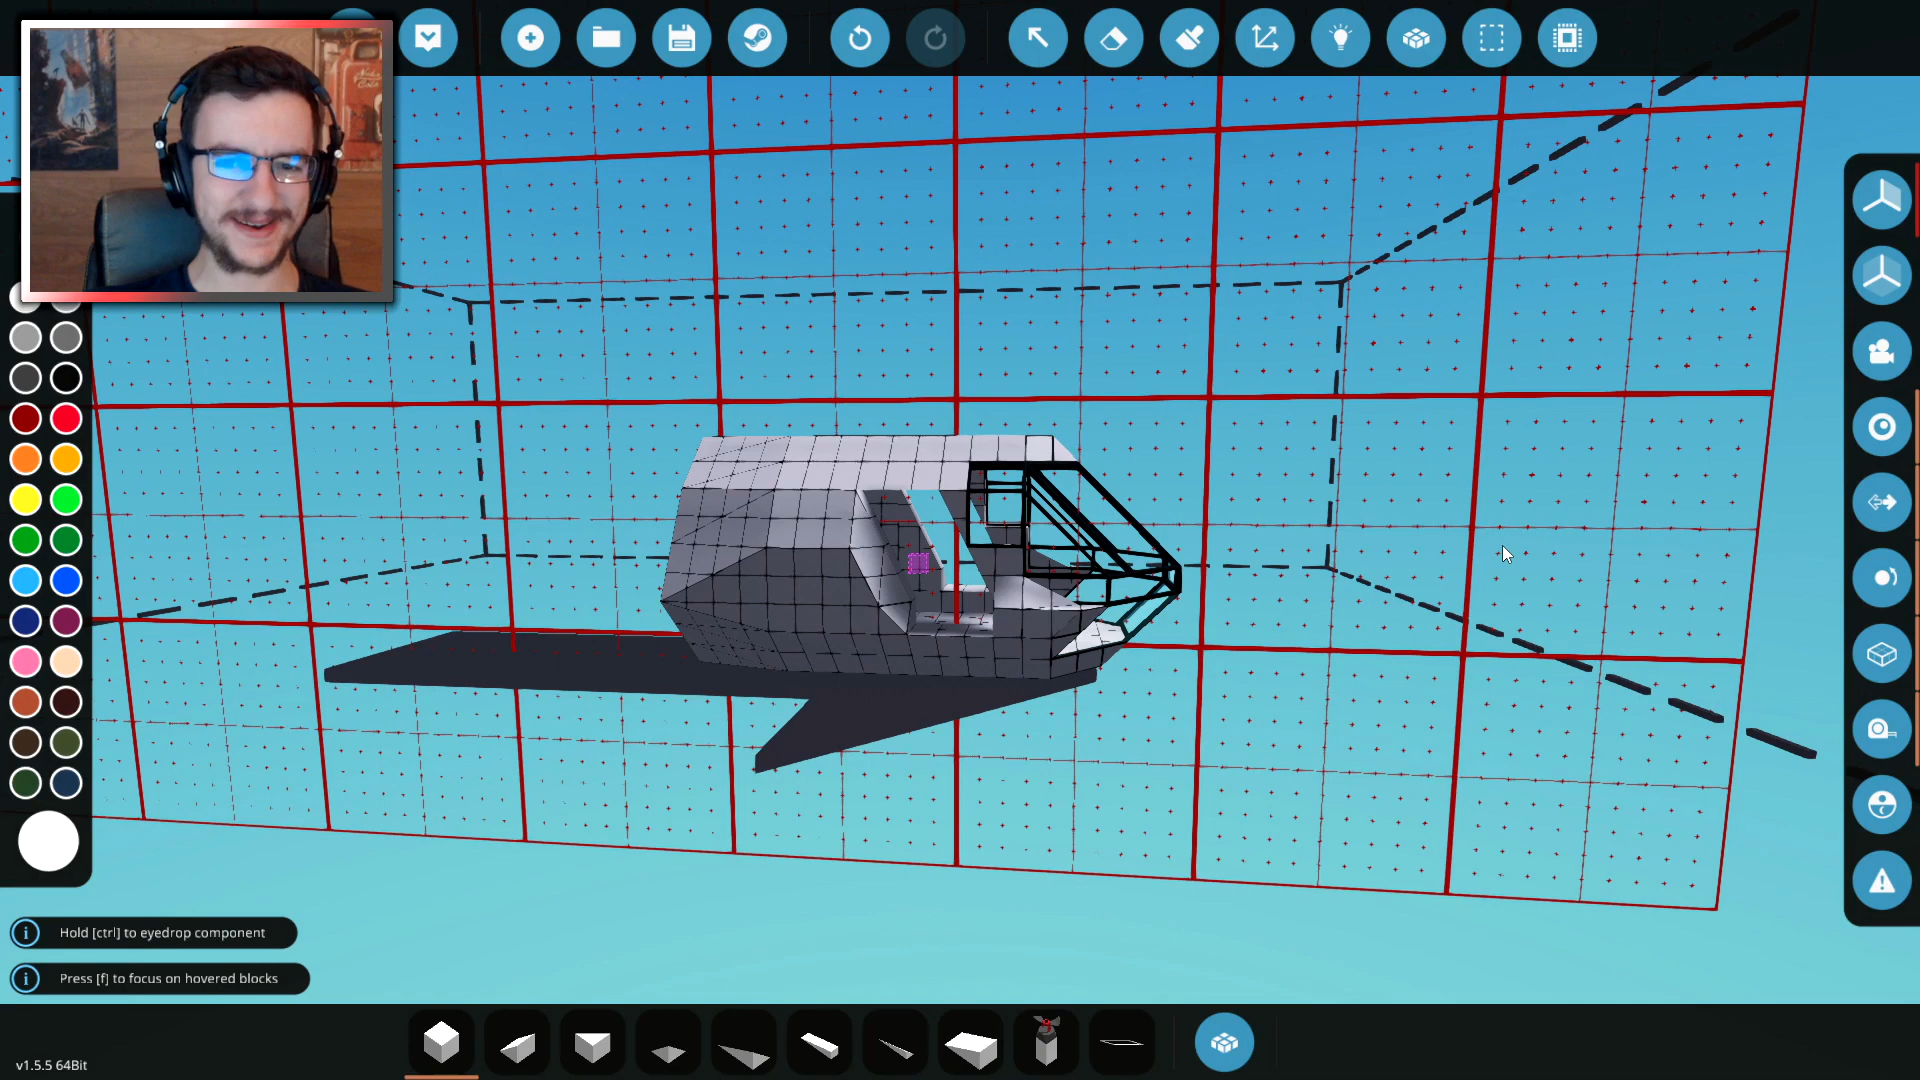 Hold [ctrl] to eyedrop component
Press [f] to focus on hovered blocks
v1.5.5 64Bit